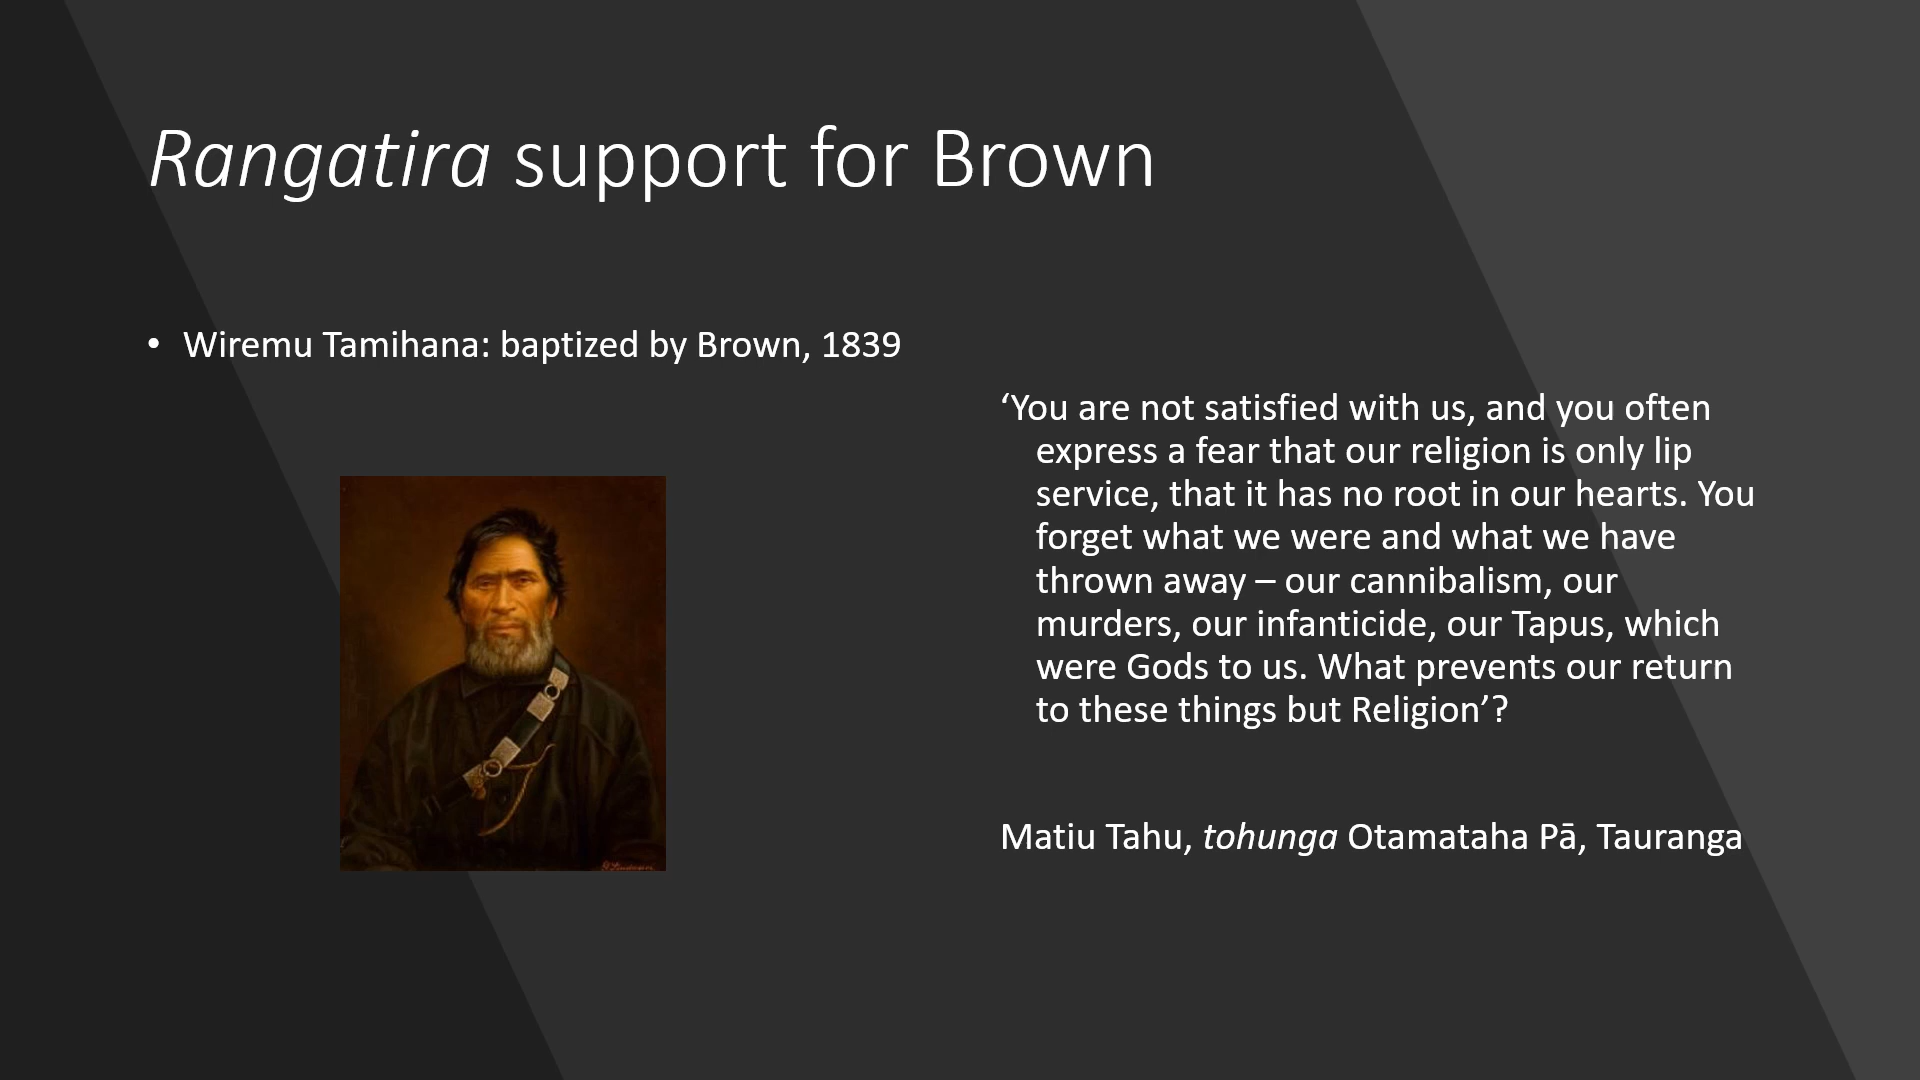 Rangatira support for Brown
• Wiremu Tamihana: baptized by Brown, 1839
‘You are not satisfied with us, and you often
express a fear that our religion is only lip
service, that it has no root in our hearts. You
forget what we were and what we have
thrown away – our cannibalism, our
murders, our infanticide, our Tapus, which
were Gods to us. What prevents our return
to these things but Religion’?
Matiu Tahu, tohunga Otamataha Pā, Tauranga